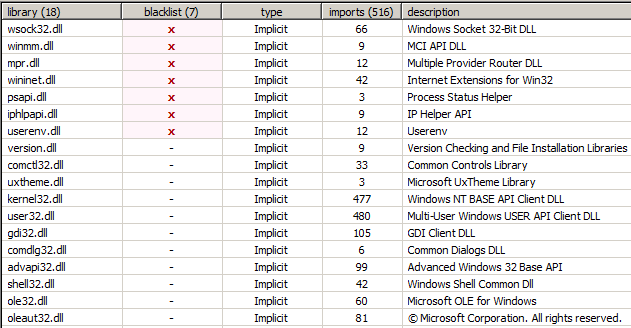 library (18) blacklist (7) type imports (516) description
wsock32.dll x Implicit 66 Windows Socket 32-Bit DLL
winmm.dll x Implicit 9 MCI API DLL
mpr.dll x Implicit 12 Multiple Provider Router DLL
wininet.dll x Implicit 42 Internet Extensions for Win32
psapi.dll x Implicit 3 Process Status Helper
iphlpapi.dll x Implicit 9 IP Helper API
userenv.dll x Implicit 12 Userenv
version.dll - Implicit 9 Version Checking and File Installation Libraries
comctl32.dll - Implicit 33 Common Controls Library
uxtheme.dll - Implicit 3 Microsoft UxTheme Library
kernel32.dll - Implicit 477 Windows NT BASE API Client DLL
user32.dll - Implicit 480 Multi-User Windows USER API Client DLL
gdi32.dll - Implicit 105 GDI Client DLL
comdlg32.dll - Implicit 6 Common Dialogs DLL
advapi32.dll - Implicit 99 Advanced Windows 32 Base API
shell32.dll - Implicit 42 Windows Shell Common Dll
ole32.dll - Implicit 60 Microsoft OLE for Windows
oleaut32.dll - Implicit 81 © Microsoft Corporation. All rights reserved.